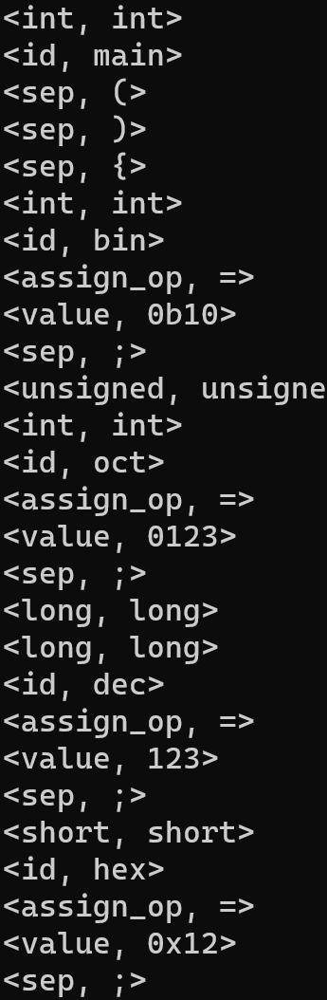 <int, int>
<id, main>
<sep, (>
<sep, )>
<sep, {>
<int, int>
<id, bin>
<assign_op, =>
<value, 0b10>
<sep, ;>
<unsigned, unsigne
<int, int>
<id, oct>
<assign_op, =>
<value, 0123>
<sep, ;>
<long, long>
<long, long>
<id, dec>
<assign_op, =>
<value, 123>
<sep, ;>
<short, short>
<id, hex>
<assign_op, =>
<value, 0x12>
<sep, ;>